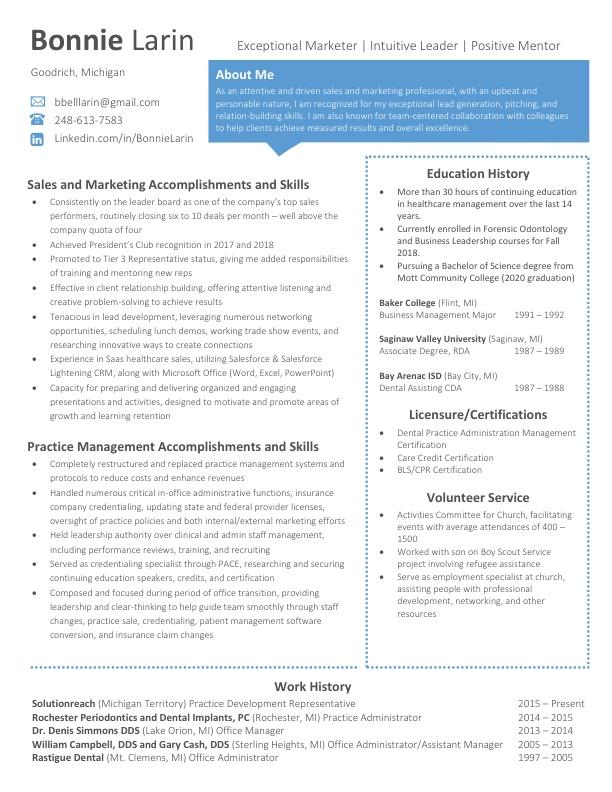 Bonnie Larin
Exceptional Marketer | Intuitive Leader | Positive Mentor
Goodrich, Michigan
bbelllarin@gmail.com
248-613-7583
Linkedin.com/in/BonnieLarin
About Me
As an attentive and driven sales and marketing professional, with an upbeat and
personable nature, I am recognized for my exceptional lead generation, pitching, and
relation-building skills. I am also known for team-centered collaboration with colleagues
to help clients achieve measured results and overall excellence.
Sales and Marketing Accomplishments and Skills
• Consistently on the leader board as one of the company's top sales
performers, routinely closing six to 10 deals per month – well above the
company quota of four
• Achieved President's Club recognition in 2017 and 2018
• Promoted to Tier 3 Representative status, giving me added responsibilities
of training and mentoring new reps
• Effective in client relationship building, offering attentive listening and
creative problem-solving to achieve results
• Tenacious in lead development, leveraging numerous networking
opportunities, scheduling lunch demos, working trade show events, and
researching innovative ways to create connections
• Experience in Saas healthcare sales, utilizing Salesforce & Salesforce
Lightening CRM, along with Microsoft Office (Word, Excel, PowerPoint)
• Capacity for preparing and delivering organized and engaging
presentations and activities, designed to motivate and promote areas of
growth and learning retention
Practice Management Accomplishments and Skills
• Completely restructured and replaced practice management systems and
protocols to reduce costs and enhance revenues
• Handled numerous critical in-office administrative functions, insurance
company credentialing, updating state and federal provider licenses,
oversight of practice policies and both internal/external marketing efforts
• Held leadership authority over clinical and admin staff management,
including performance reviews, training, and recruiting
• Served as credentialing specialist through PACE, researching and securing
continuing education speakers, credits, and certification
• Composed and focused during period of office transition, providing
leadership and clear-thinking to help guide team smoothly through staff
changes, practice sale, credentialing, patient management software
conversion, and insurance claim changes
Education History
• More than 30 hours of continuing education
in healthcare management over the last 14
years.
• Currently enrolled in Forensic Odontology
and Business Leadership courses for Fall
2018.
• Pursuing a Bachelor of Science degree from
Mott Community College (2020 graduation)
Baker College (Flint, MI)
Business Management Major 1991 – 1992
Saginaw Valley University (Saginaw, MI)
Associate Degree, RDA 1987 – 1989
Bay Arenac ISD (Bay City, MI)
Dental Assisting CDA 1987 – 1988
Licensure/Certifications
• Dental Practice Administration Management
Certification
• Care Credit Certification
• BLS/CPR Certification
Volunteer Service
• Activities Committee for Church, facilitating
events with average attendances of 400 –
1500
• Worked with son on Boy Scout Service
project involving refugee assistance
• Serve as employment specialist at church,
assisting people with professional
development, networking, and other
resources
Work History
Solutionreach (Michigan Territory) Practice Development Representative 2015 – Present
Rochester Periodontics and Dental Implants, PC (Rochester, MI) Practice Administrator 2014 – 2015
Dr. Denis Simmons DDS (Lake Orion, MI) Office Manager 2013 – 2014
William Campbell, DDS and Gary Cash, DDS (Sterling Heights, MI) Office Administrator/Assistant Manager 2005 – 2013
Rastigue Dental (Mt. Clemens, MI) Office Administrator 1997 – 2005